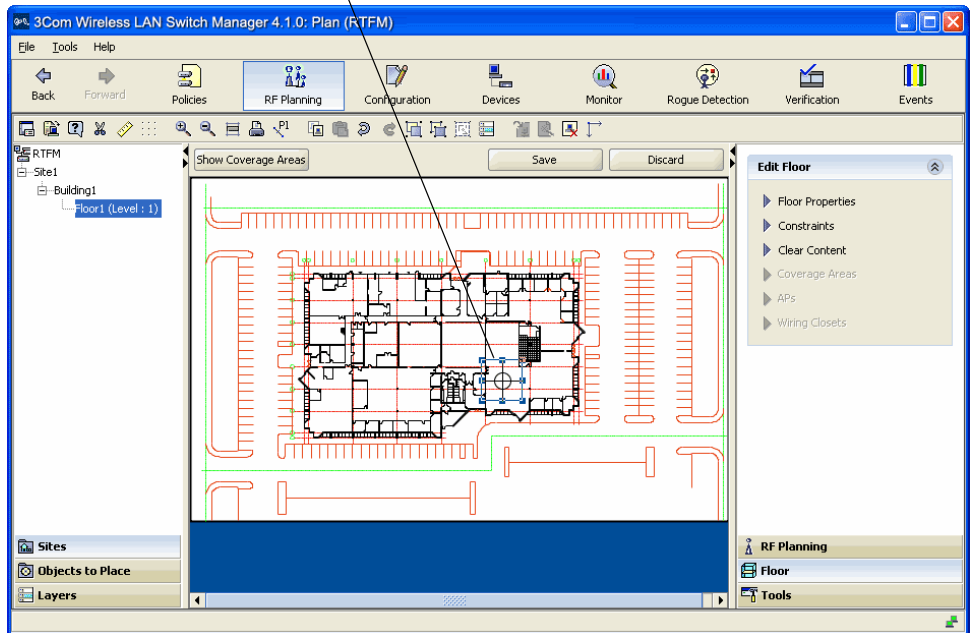 3Com Wireless LAN Switch Manager 4.1.0: Plan (RTFM)
File Tools Help
Back Forward Policies RF Planning Configuration Devices Monitor Rogue Detection Verification Events
P1
RTFM
Site1
Building1
Floor1 (Level : 1)
Show Coverage Areas Save Discard
Edit Floor
Floor Properties
Constraints
Clear Content
Coverage Areas
APs
Wiring Closets
Sites
Objects to Place
Layers
RF Planning
Floor
Tools